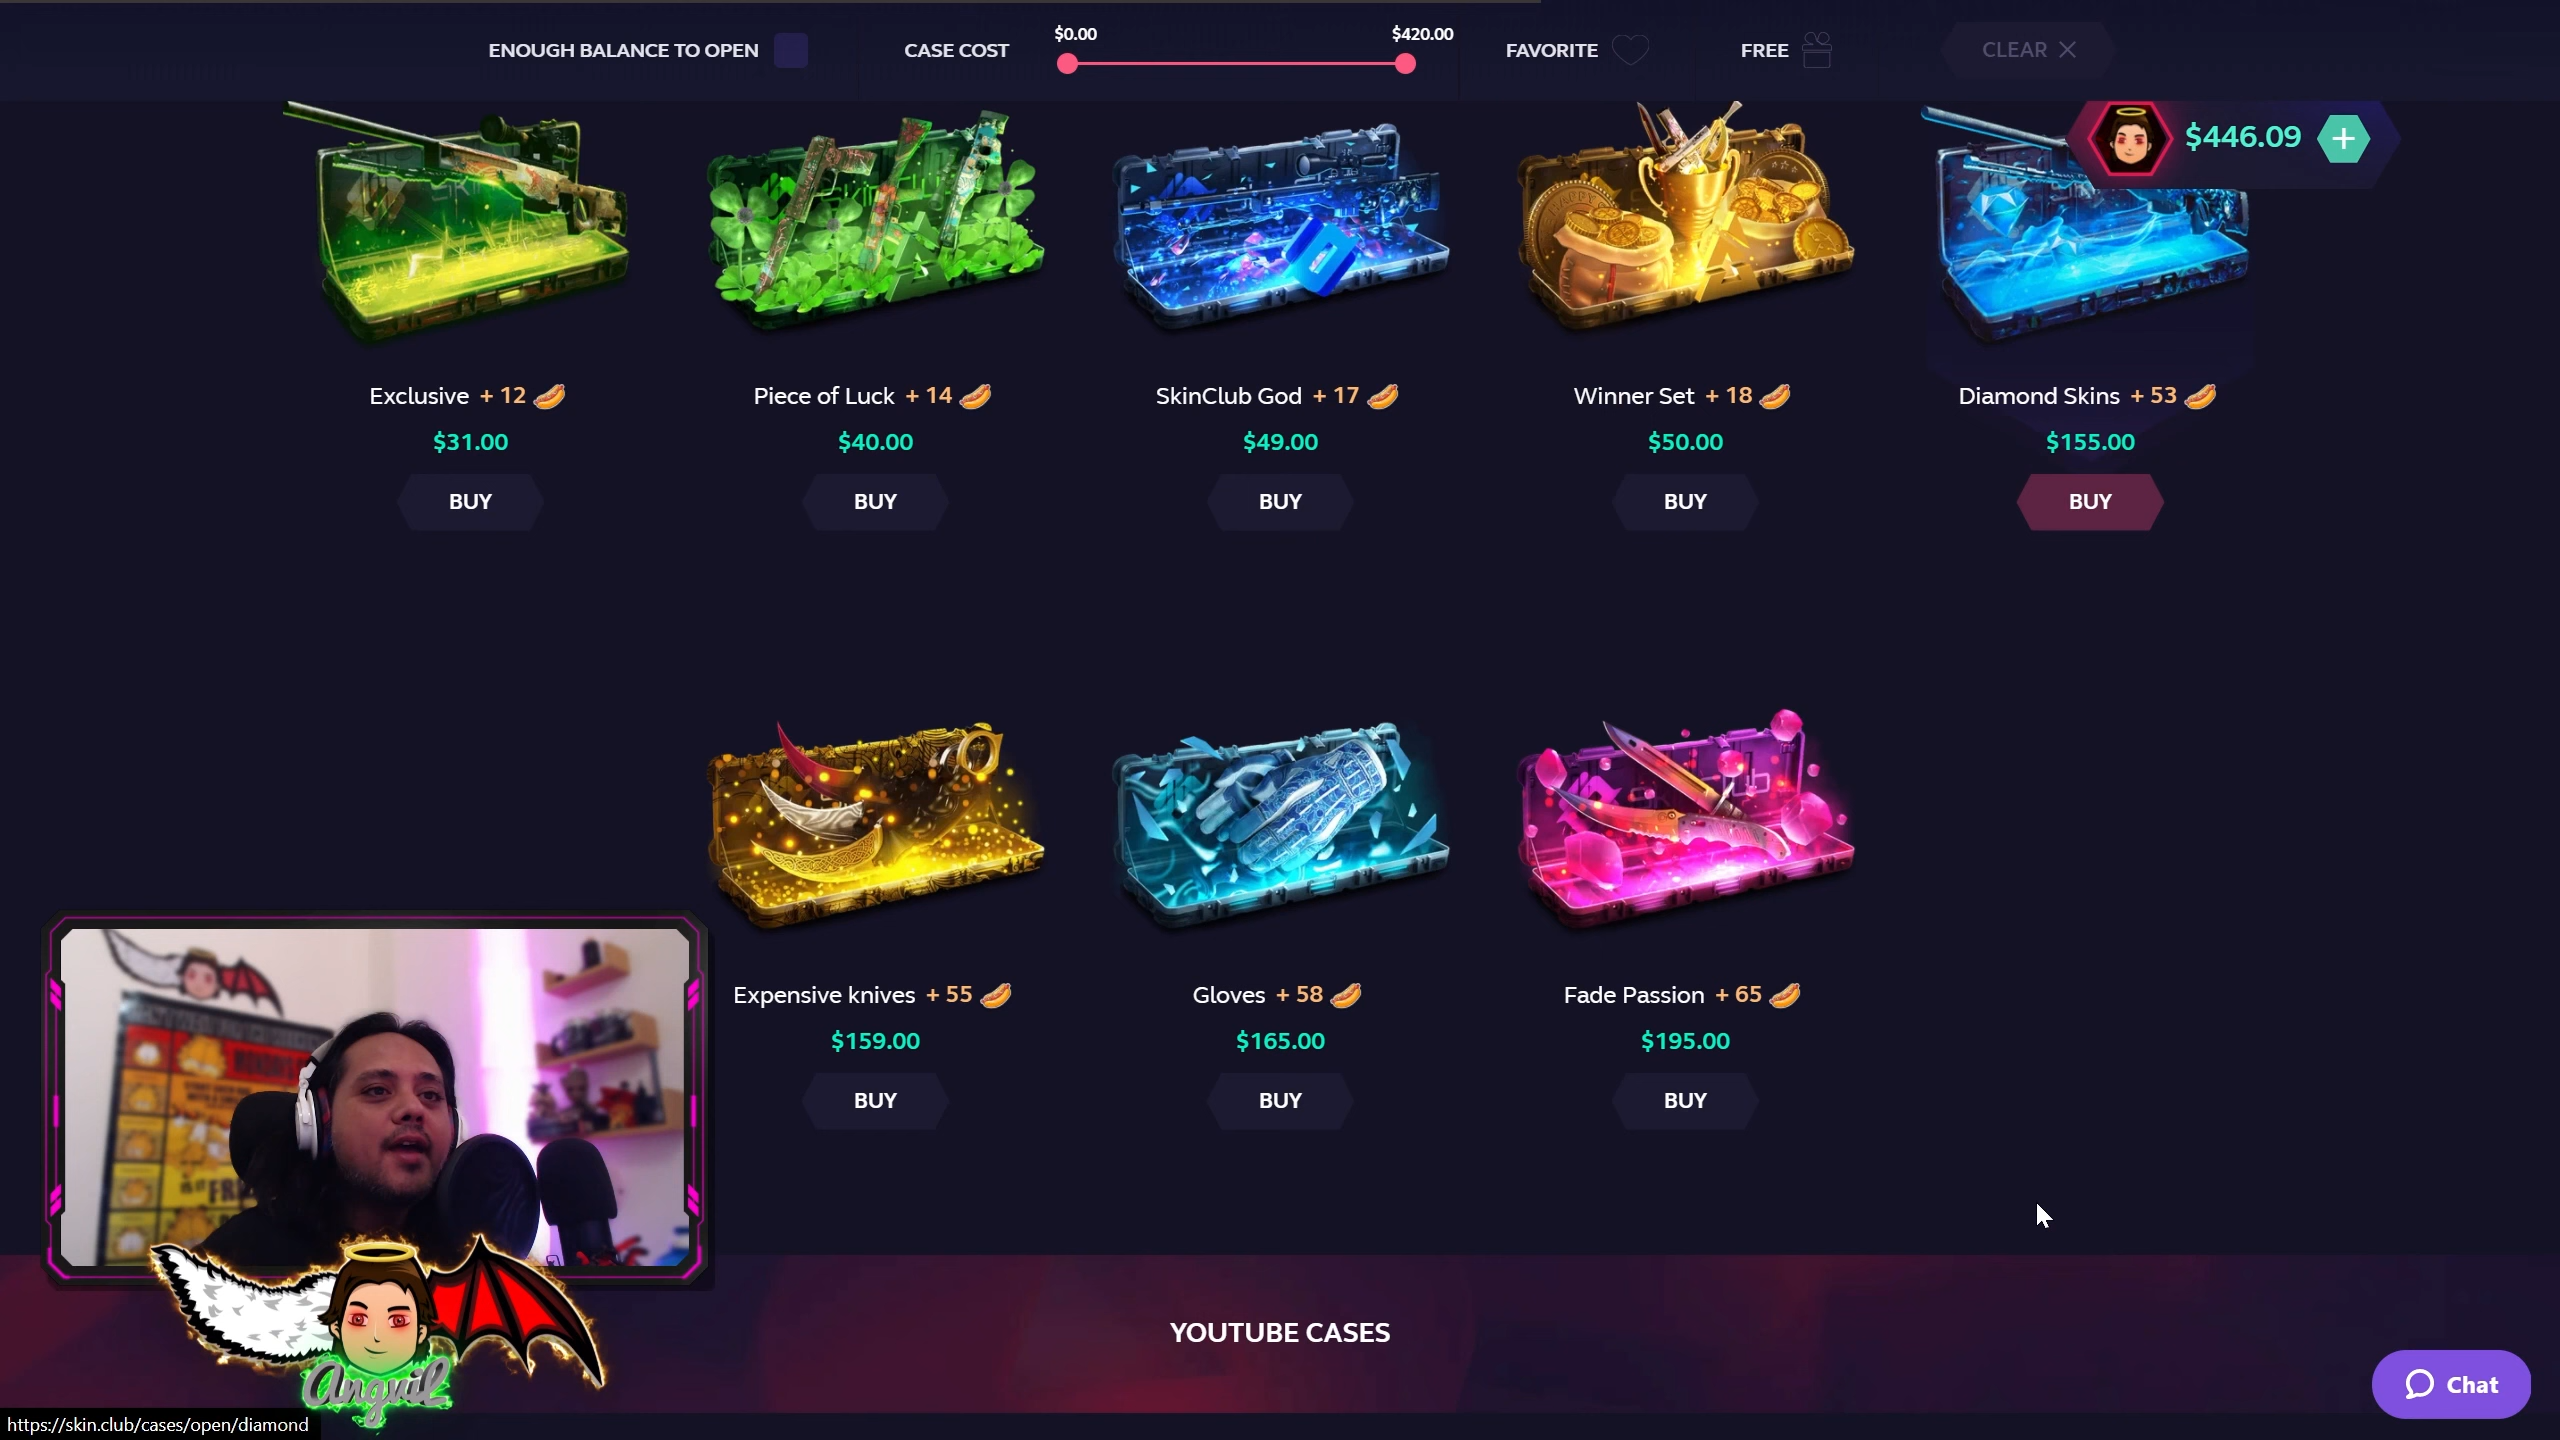 ENOUGH BALANCE TO OPEN
CASE COST
$0.00
$420.00
FAVORITE
FREE
CLEAR
$446.09
Exclusive + 12
$31.00
BUY
Piece of Luck + 14
$40.00
BUY
SkinClub God + 17
$49.00
BUY
Winner Set + 18
$50.00
BUY
Diamond Skins + 53
$155.00
BUY
Expensive knives + 55
$159.00
BUY
Gloves + 58
$165.00
BUY
Fade Passion + 65
$195.00
BUY
YOUTUBE CASES
Angvil
Chat
https://skin.club/cases/open/diamond